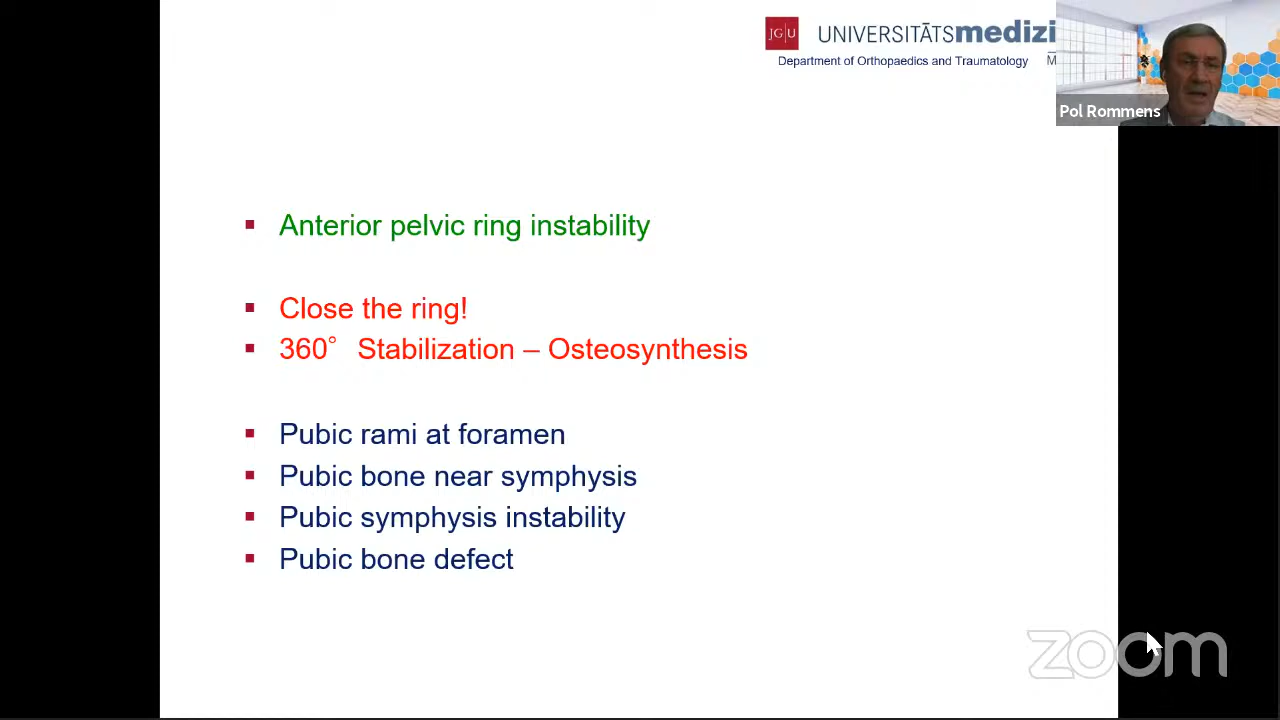 JG|U UNIVERSITÄTSmedizi
Department of Orthopaedics and Traumatology M
Pol Rommens
Anterior pelvic ring instability
Close the ring!
360° Stabilization – Osteosynthesis
Pubic rami at foramen
Pubic bone near symphysis
Pubic symphysis instability
Pubic bone defect
zoom